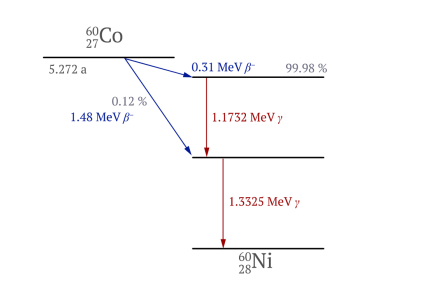 60
27Co
5.272 a
0.31 MeV β⁻
99.98 %
0.12 %
1.48 MeV β⁻
1.1732 MeV γ
1.3325 MeV γ
60
28Ni